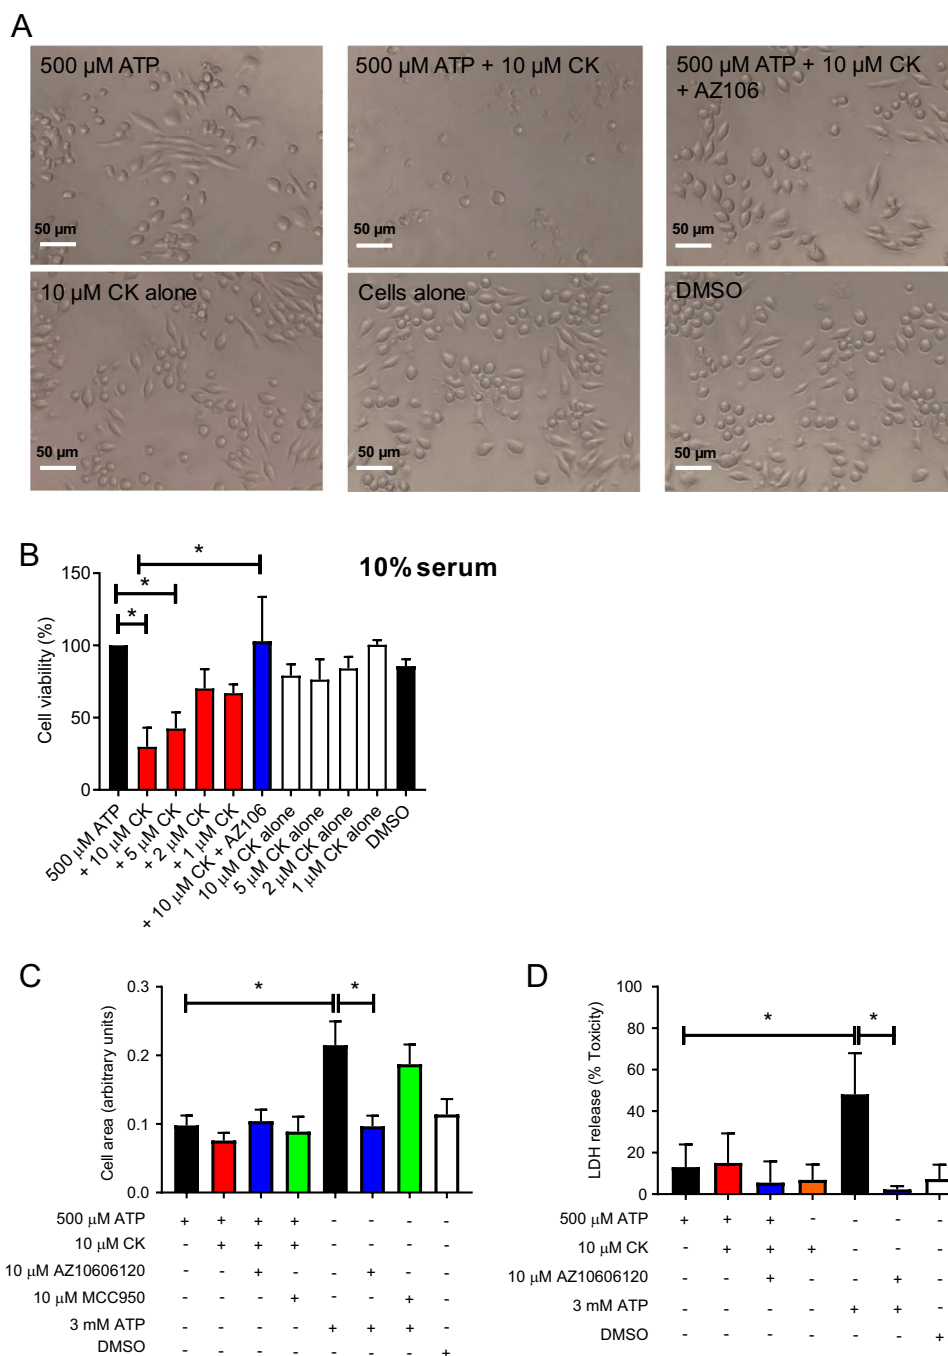 A
500 µM ATP
500 µM ATP + 10 µM CK
500 µM ATP + 10 µM CK
+ AZ106
50 µm
50 µm
50 µm
10 µM CK alone
Cells alone
DMSO
50 µm
50 µm
50 µm
B
10% serum
*
*
*
Cell viability (%)
150
100
50
0
500 µM ATP
+ 10 µM CK
+ 5 µM CK
+ 2 µM CK
+ 1 µM CK
+ 10 µM CK + AZ106
10 µM CK alone
5 µM CK alone
2 µM CK alone
1 µM CK alone
DMSO
C
Cell area (arbitrary units)
0.3
0.2
0.1
0.0
* *
500 µM ATP + + + + - - - -
10 µM CK - + + + - - - -
10 µM AZ10606120 - - + - - + - -
10 µM MCC950 - - - + - - + -
3 mM ATP - - - - + + + -
DMSO - - - - - - - +
D
LDH release (% Toxicity)
100
80
60
40
20
0
* *
500 µM ATP + + + - - - -
10 µM CK - + + + - - -
10 µM AZ10606120 - - + - - + -
3 mM ATP - - - - + + -
DMSO - - - - - - +